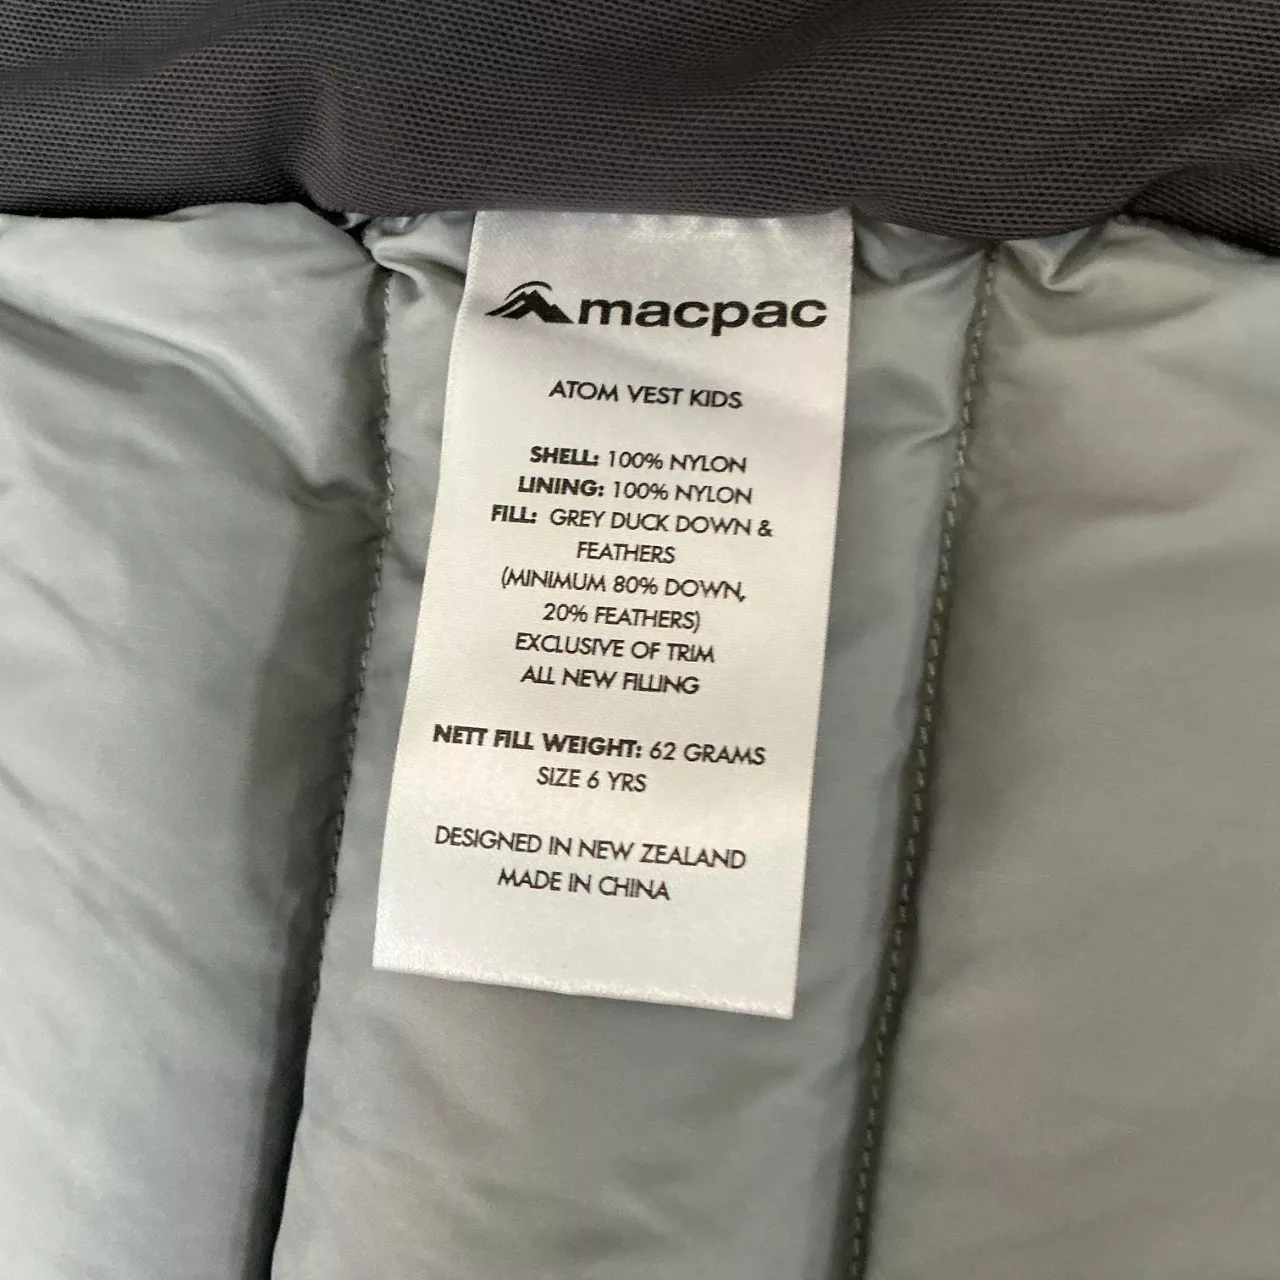 macpac
ATOM VEST KIDS
SHELL: 100% NYLON
LINING: 100% NYLON
FILL: GREY DUCK DOWN &
FEATHERS
(MINIMUM 80% DOWN,
20% FEATHERS)
EXCLUSIVE OF TRIM
ALL NEW FILLING
NETT FILL WEIGHT: 62 GRAMS
SIZE 6 YRS
DESIGNED IN NEW ZEALAND
MADE IN CHINA